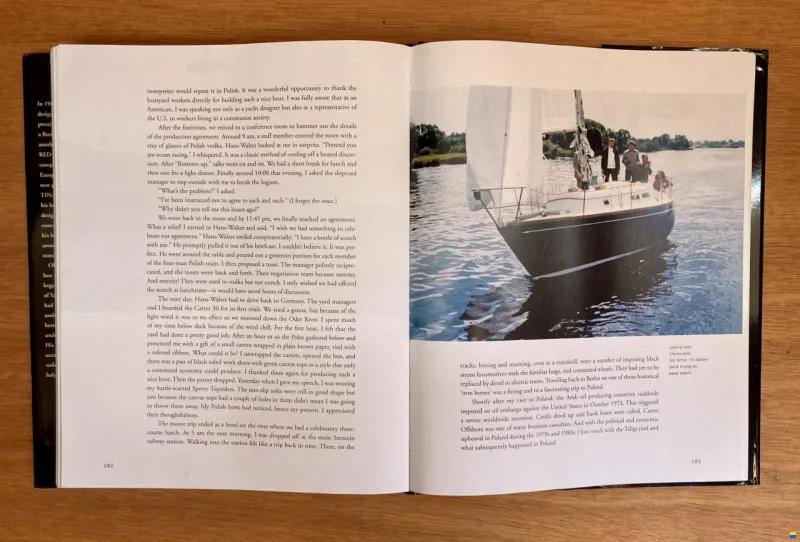 interpreter would repeat it in Polish. It was a wonderful opportunity to thank the
boatyard workers directly for building such a nice boat. I was fully aware that as an
American, I was speaking not only as a yacht designer but also as a representative of
the U.S. to workers living in a communist society.
After the festivities, we retired to a conference room to hammer out the details
of the production agreement. Around 9 am, a staff member entered the room with a
tray of glasses of Polish vodka. Hans-Walter looked at me in surprise. "Pretend you
are ocean racing," I whispered. It was a classic method of cooling off a heated discus-
sion. After "Bottoms up," talks went on and on. We had a short break for lunch and
then one for a light dinner. Finally around 10:00 that evening, I asked the shipyard
manager to step outside with me to break the logjam.
"What's the problem?" I asked.
"I've been instructed not to agree to such and such." (I forget the issue.)
"Why didn't you tell me this hours ago?"
We went back in the room and by 11:45 pm, we finally reached an agreement.
What a relief! I turned to Hans-Walter and said, "I wish we had something to cele-
brate our agreement." Hans-Walter smiled conspiratorially: "I have a bottle of scotch
with me." He promptly pulled it out of his briefcase. I couldn't believe it. It was per-
fect. He went around the table and poured out a generous portion for each member
of the four-man Polish team. I then proposed a toast. The manager politely recipro-
cated, and the toasts went back and forth. Their negotiation team became merrier.
And merrier! They were used to vodka but not scotch. I only wished we had offered
the scotch at lunchtime—it would have saved hours of discussion.
The next day, Hans-Walter had to drive back to Germany. The yard managers
and I boarded the Carter 30 for its first trials. We tried a genoa, but because of the
light wind it was to no effect so we motored down the Oder River. I spent much
of my time below deck because of the wind chill. For the first boat, I felt that the
yard had done a pretty good job. After an hour or so the Poles gathered below and
presented me with a gift of a small carton wrapped in plain brown paper, tied with
a colored ribbon. What could it be? I unwrapped the carton, opened the box, and
there was a pair of black solid work shoes with green canvas tops in a style that only
a command economy could produce. I thanked them again for producing such a
nice boat. Then the penny dropped. Yesterday when I gave my speech, I was wearing
my battle-scarred Sperry Topsiders. The non-slip soles were still in good shape but
just because the canvas tops had a couple of holes in them didn't mean I was going
to throw them away. My Polish hosts had noticed, hence my present. I appreciated
their thoughtfulness.
The motor trip ended at a hotel on the river where we had a celebratory three-
course lunch. At 5 am the next morning, I was dropped off at the main Szczecin
railway station. Walking into the station felt like a trip back in time. There, on the
282
Sailing was
impossible.
No wind. I'm below
deck trying to
keep warm.
tracks, hissing and steaming, even at a standstill, were a number of imposing black
steam locomotives with the familiar large, red connected wheels. They had yet to be
replaced by diesel or electric trains. Traveling back to Berlin on one of those historical
"iron horses" was a fitting end to a fascinating trip to Poland.
Shortly after my visit to Poland, the Arab oil producing countries suddenly
imposed an oil embargo against the United States in October 1973. This triggered
a severe worldwide recession. Credit dried up and bank loans were called. Carter
Offshore was one of many business casualties. And with the political and economic
upheaval in Poland during the 1970s and 1980s, I lost touch with the Teligi yard and
what subsequently happened in Poland
283